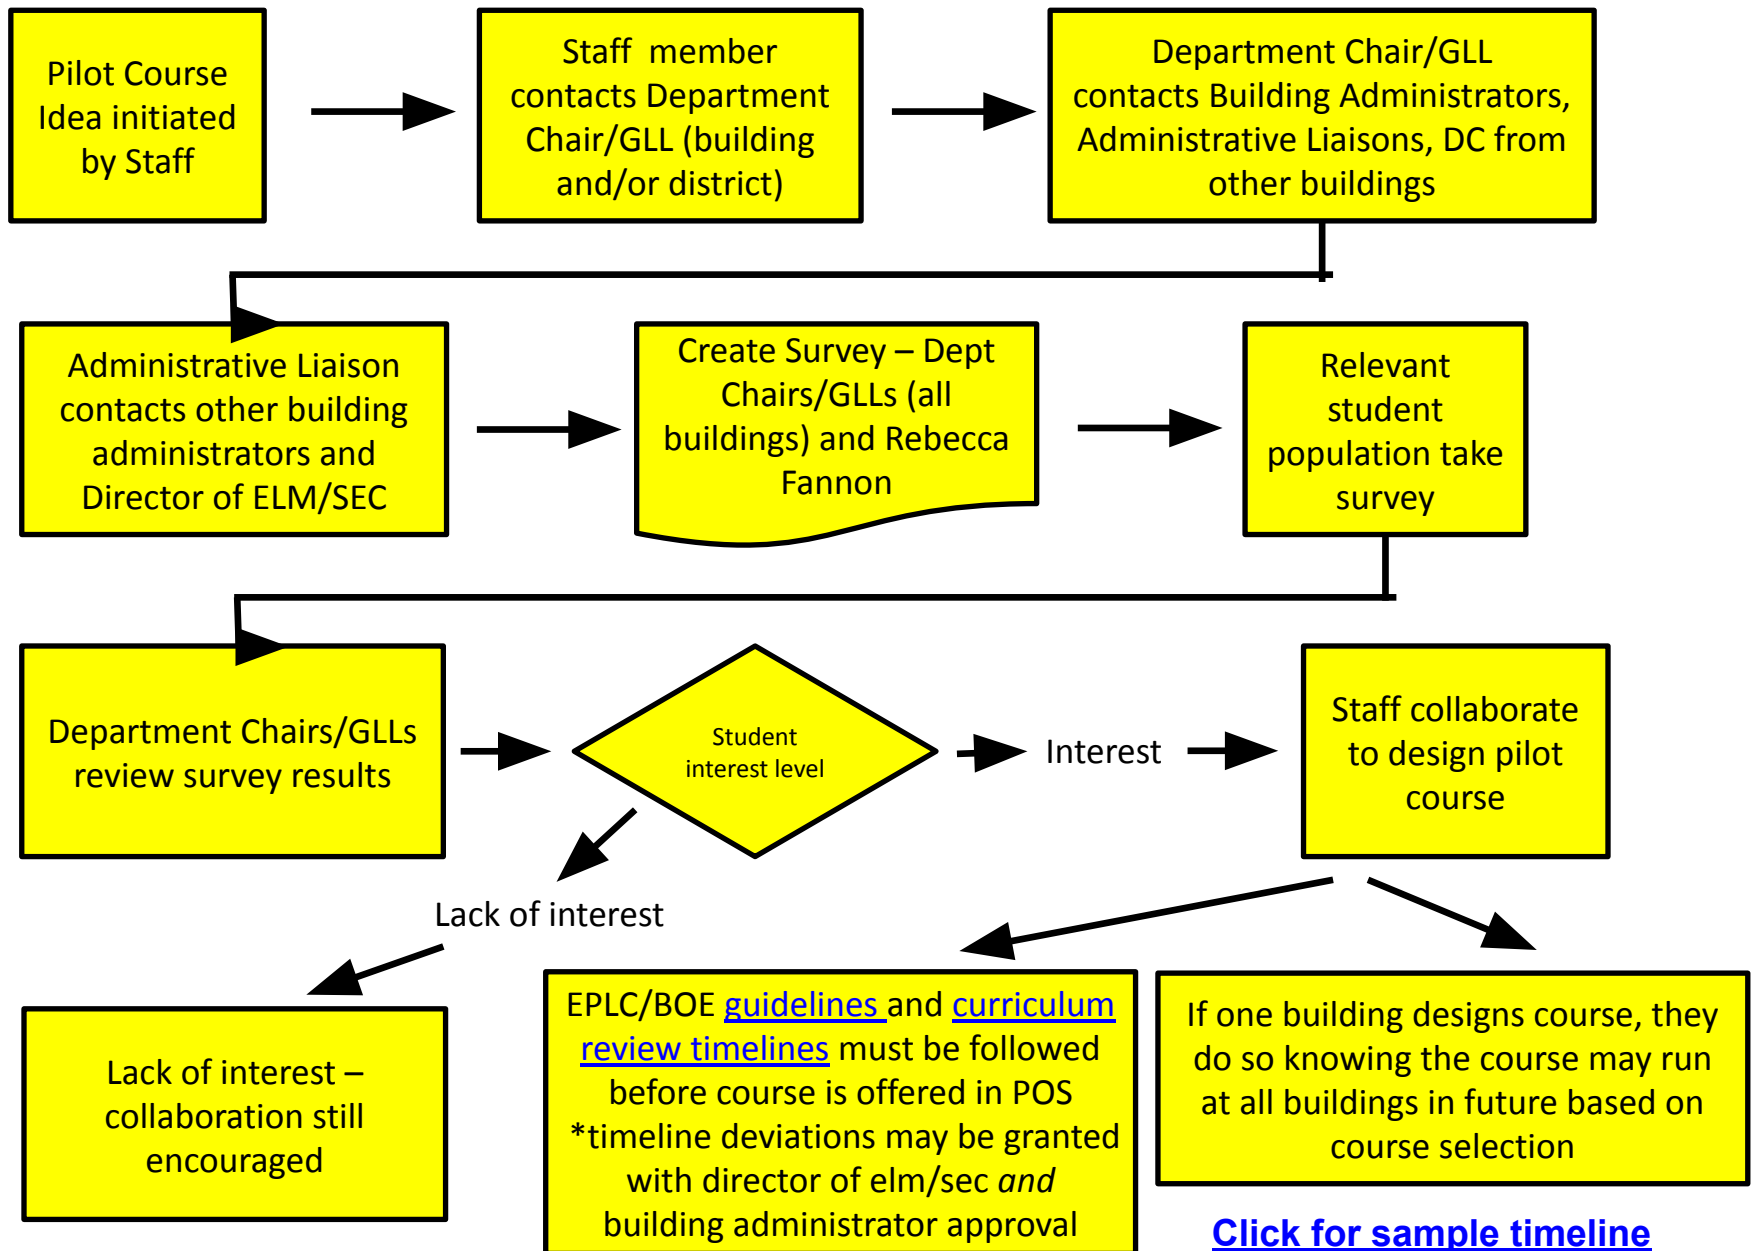 Pilot Course
Idea initiated
by Staff
Staff member
contacts Department
Chair/GLL (building
and/or district)
Department Chair/GLL
contacts Building Administrators,
Administrative Liaisons, DC from
other buildings
Administrative Liaison
contacts other building
administrators and
Director of ELM/SEC
Create Survey – Dept
Chairs/GLLs (all
buildings) and Rebecca
Fannon
Relevant
student
population take
survey
Department Chairs/GLLs
review survey results
Student
interest level
Interest
Staff collaborate
to design pilot
course
Lack of interest
Lack of interest –
collaboration still
encouraged
EPLC/BOE guidelines and curriculum
review timelines must be followed
before course is offered in POS
*timeline deviations may be granted
with director of elm/sec and
building administrator approval
If one building designs course, they
do so knowing the course may run
at all buildings in future based on
course selection
Click for sample timeline